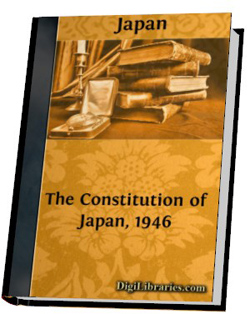 Japan
The Constitution of
Japan, 1946
DigiLibraries.com